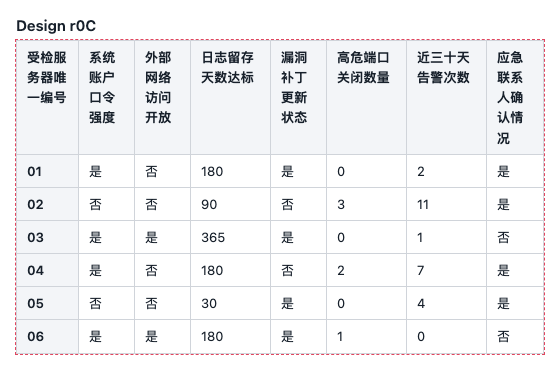 Design r0C
受检服务器唯一编号 系统账户口令强度 外部网络访问开放 日志留存天数达标 漏洞补丁更新状态 高危端口关闭数量 近三十天告警次数 应急联系人确认情况
01 是 否 180 是 0 2 是
02 否 否 90 否 3 11 是
03 是 是 365 是 0 1 否
04 是 否 180 否 2 7 是
05 否 否 30 是 0 4 是
06 是 是 180 是 1 0 否